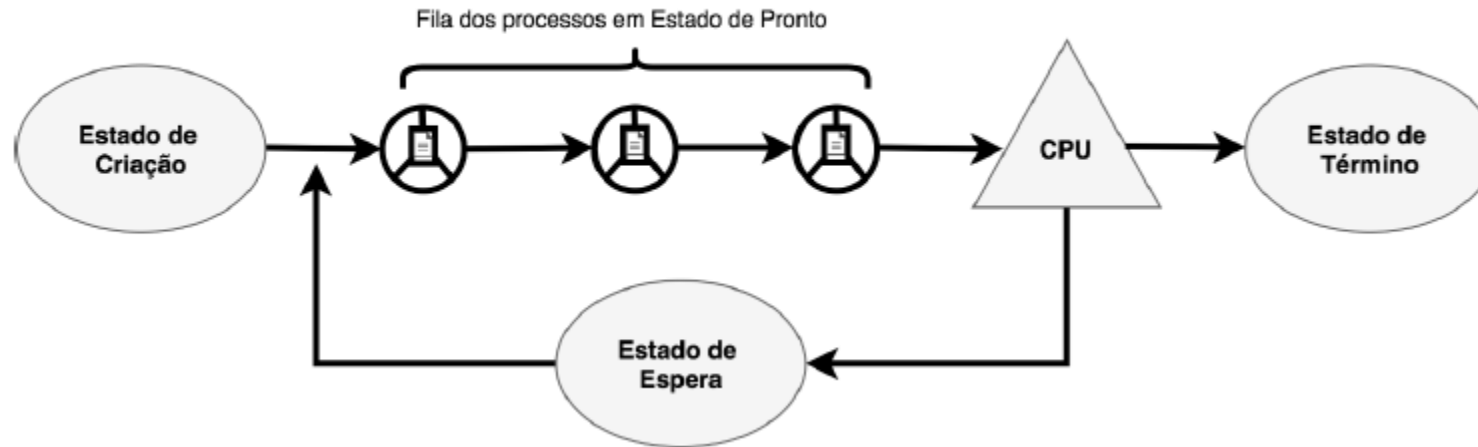 Fila dos processos em Estado de Pronto
Estado de
Criação
CPU
Estado de
Término
Estado de
Espera